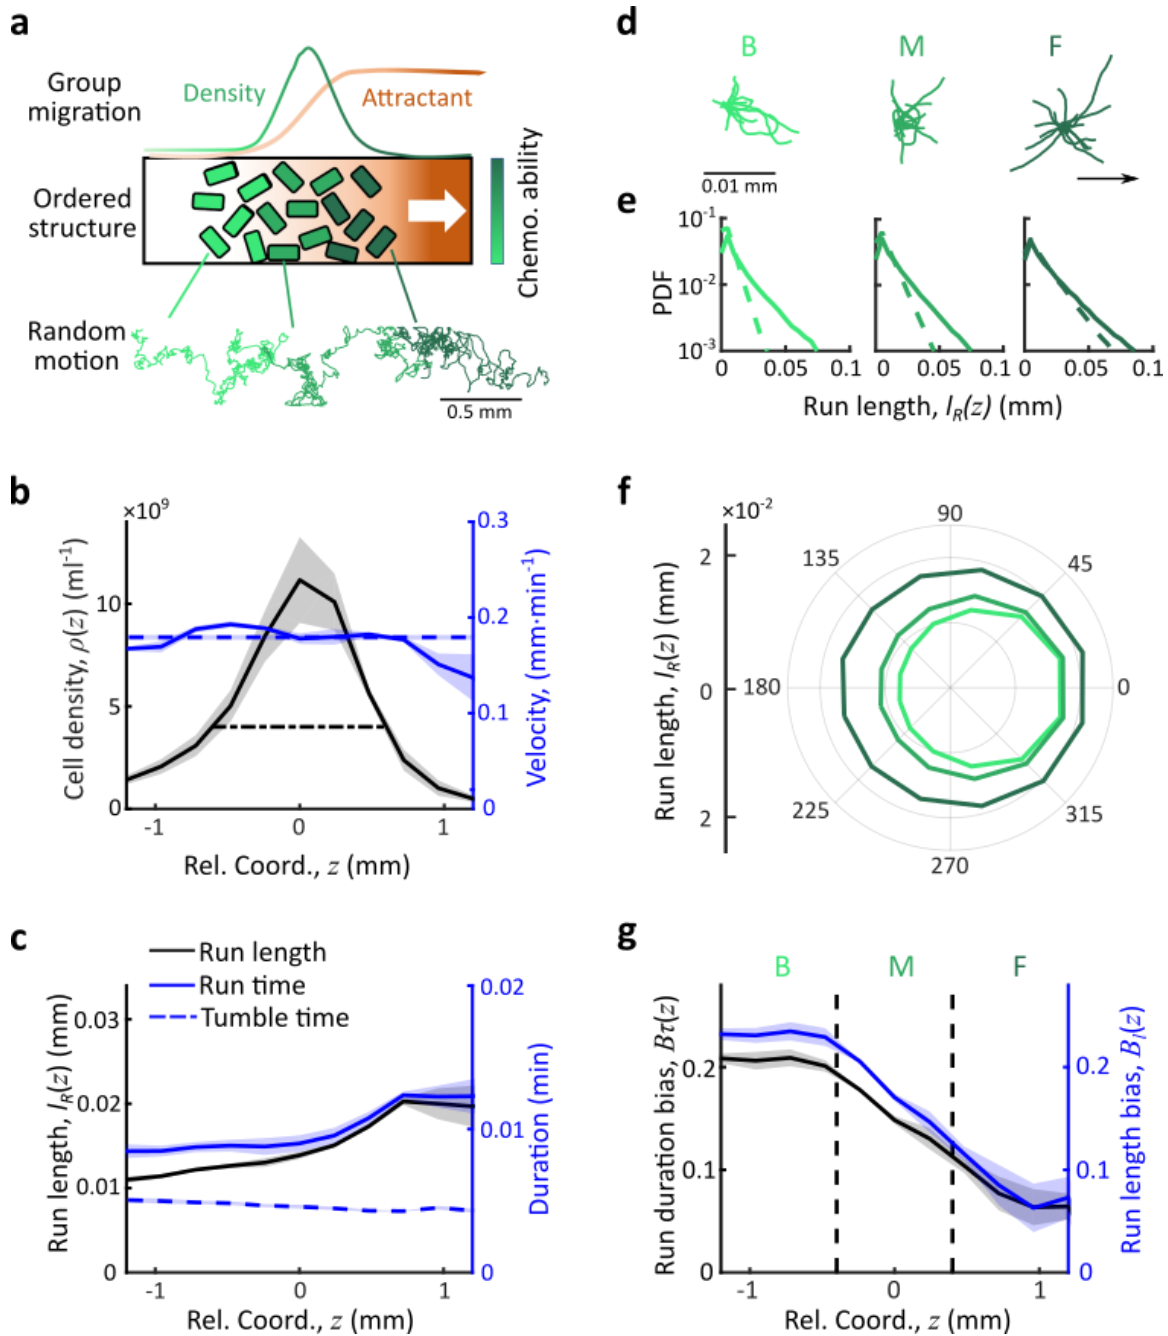 a
Group
migration
Density
Attractant
Ordered
structure
Chemo. ability
Random
motion
0.5 mm
b
×10⁹
Cell density, ρ(z) (ml⁻¹)
10
5
0
0.3
0.2
0.1
0
Velocity, (mm·min⁻¹)
-1 0 1
Rel. Coord., z (mm)
c
Run length
Run time
Tumble time
Run length, l_R(z) (mm)
0.03
0.02
0.01
0
0.02
0.01
0
Duration (min)
-1 0 1
Rel. Coord., z (mm)
d
B M F
0.01 mm
e
PDF
10⁻¹
10⁻²
10⁻³
0 0.05 0.1 0 0.05 0.1 0 0.05 0.1
Run length, l_R(z) (mm)
f
×10⁻²
Run length, l_R(z) (mm)
2
0
2
90
135 45
180 0
225 315
270
g
B M F
Run duration bias, Bτ(z)
0.2
0.1
0
0.2
0.1
0
Run length bias, B_l(z)
-1 0 1
Rel. Coord., z (mm)